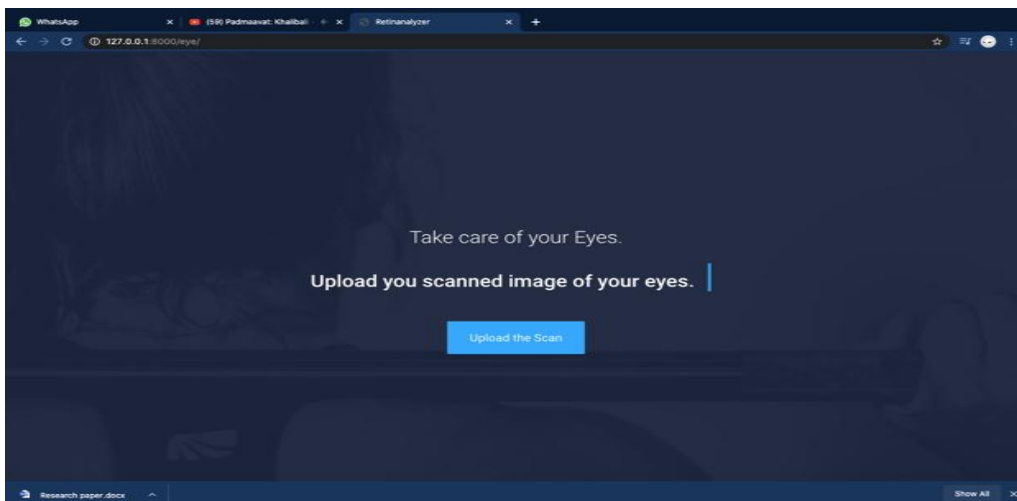 WhatsApp
(59) Padmaavat: Khalibali
Retinanalyzer
127.0.0.1:8000/eye/
Take care of your Eyes.
Upload you scanned image of your eyes.
Upload the Scan
Research paper.docx
Show All